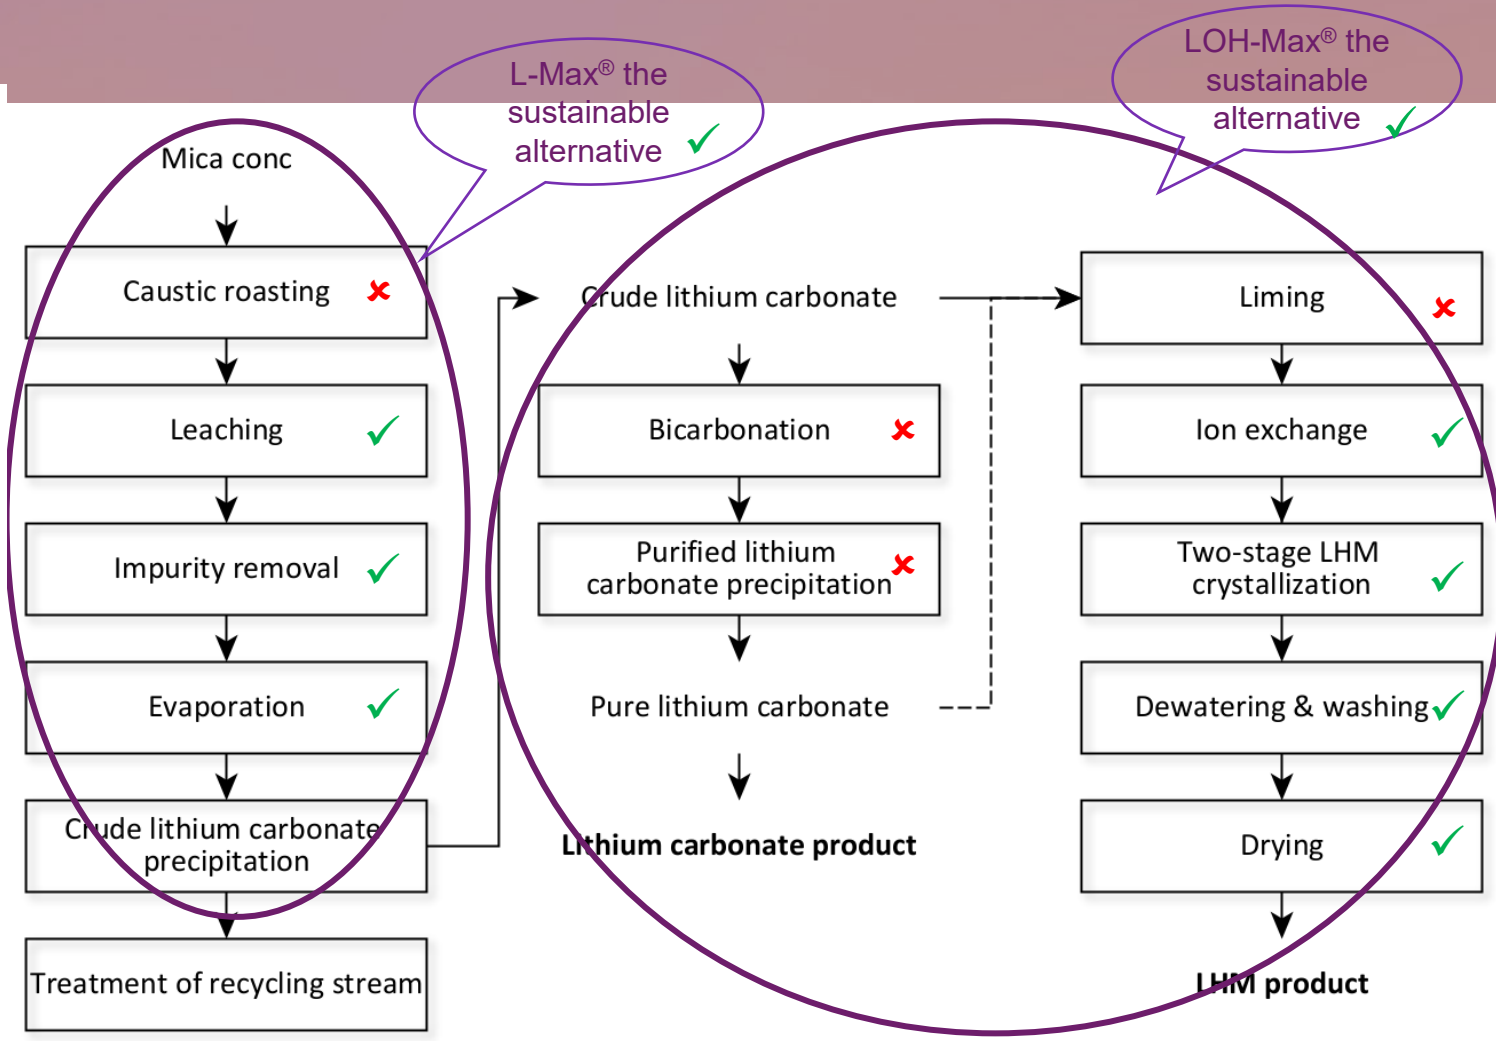 L-Max® the
sustainable
alternative
LOH-Max® the
sustainable
alternative
Mica conc
Caustic roasting
Leaching
Impurity removal
Evaporation
Crude lithium carbonate
precipitation
Treatment of recycling stream
Crude lithium carbonate
Bicarbonation
Purified lithium
carbonate precipitation
Pure lithium carbonate
Lithium carbonate product
Liming
Ion exchange
Two-stage LHM
crystallization
Dewatering & washing
Drying
LHM product